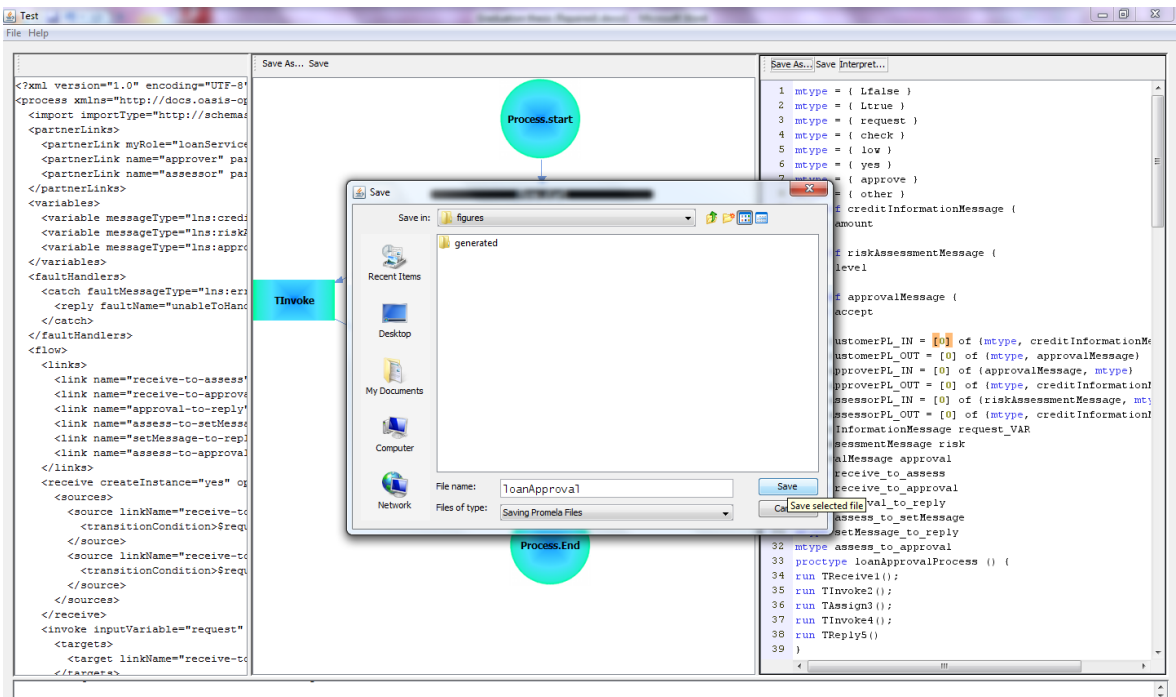 Test
File Help
Save As... Save
Save As... Save Interpret...
<?xml version="1.0" encoding="UTF-8"
<process xmlns="http://docs.oasis-op
<import importType="http://schemas
<partnerLinks>
<partnerLink myRole="loanService
<partnerLink name="approver" par
<partnerLink name="assessor" par
</partnerLinks>
<variables>
<variable messageType="lns:credi
<variable messageType="lns:riskA
<variable messageType="lns:appro
</variables>
<faultHandlers>
<catch faultMessageType="lns:err
<reply faultName="unableToHand
</catch>
</faultHandlers>
<flow>
<links>
<link name="receive-to-assess"
<link name="receive-to-approva
<link name="approval-to-reply"
<link name="assess-to-setMessa
<link name="setMessage-to-repl
<link name="assess-to-approval
</links>
<receive createInstance="yes" op
<sources>
<source linkName="receive-to
<transitionCondition>$requ
</source>
<source linkName="receive-to
<transitionCondition>$requ
</source>
</sources>
</receive>
<invoke inputVariable="request"
<targets>
<target linkName="receive-to
</targets>
Process.start
TInvoke
Process.End
Save
Save in: figures
generated
Recent Items
Desktop
My Documents
Computer
Network
File name: loanApproval Save
Files of type: Saving Promela Files
Save selected file
1 mtype = { Lfalse }
2 mtype = { Ltrue }
3 mtype = { request }
4 mtype = { check }
5 mtype = { low }
6 mtype = { yes }
7 mtype = { approve }
= { other }
f creditInformationMessage {
amount
f riskAssessmentMessage {
level
f approvalMessage {
accept
ustomerPL_IN = [0] of {mtype, creditInformationMe
ustomerPL_OUT = [0] of {mtype, approvalMessage}
pproverPL_IN = [0] of {approvalMessage, mtype}
pproverPL_OUT = [0] of {mtype, creditInformationM
ssessorPL_IN = [0] of {riskAssessmentMessage, mty
ssessorPL_OUT = [0] of {mtype, creditInformationM
InformationMessage request_VAR
sessmentMessage risk
alMessage approval
receive_to_assess
receive_to_approval
val_to_reply
assess_to_setMessage
setMessage_to_reply
32 mtype assess_to_approval
33 proctype loanApprovalProcess () {
34 run TReceive1();
35 run TInvoke2();
36 run TAssign3();
37 run TInvoke4();
38 run TReply5()
39 }